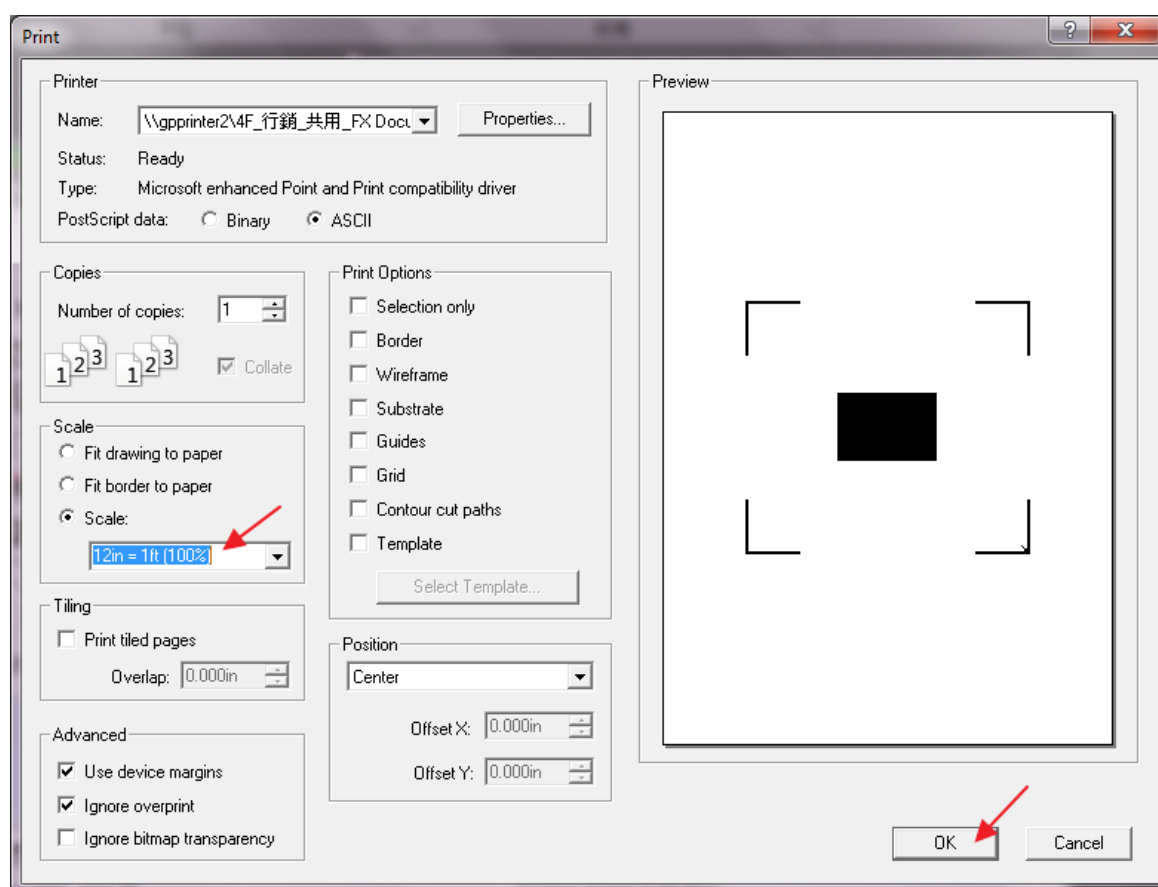 Print
Printer
Name: \\gpprinter2\4F_行銷_共用_FX Docu
Properties...
Status: Ready
Type: Microsoft enhanced Point and Print compatibility driver
PostScript data: Binary ASCII
Copies
Number of copies: 1
1 2 3 1 2 3
Collate
Scale
Fit drawing to paper
Fit border to paper
Scale:
12in = 1ft (100%)
Tiling
Print tiled pages
Overlap: 0.000in
Advanced
Use device margins
Ignore overprint
Ignore bitmap transparency
Print Options
Selection only
Border
Wireframe
Substrate
Guides
Grid
Contour cut paths
Template
Select Template...
Position
Center
Offset X: 0.000in
Offset Y: 0.000in
Preview
OK
Cancel